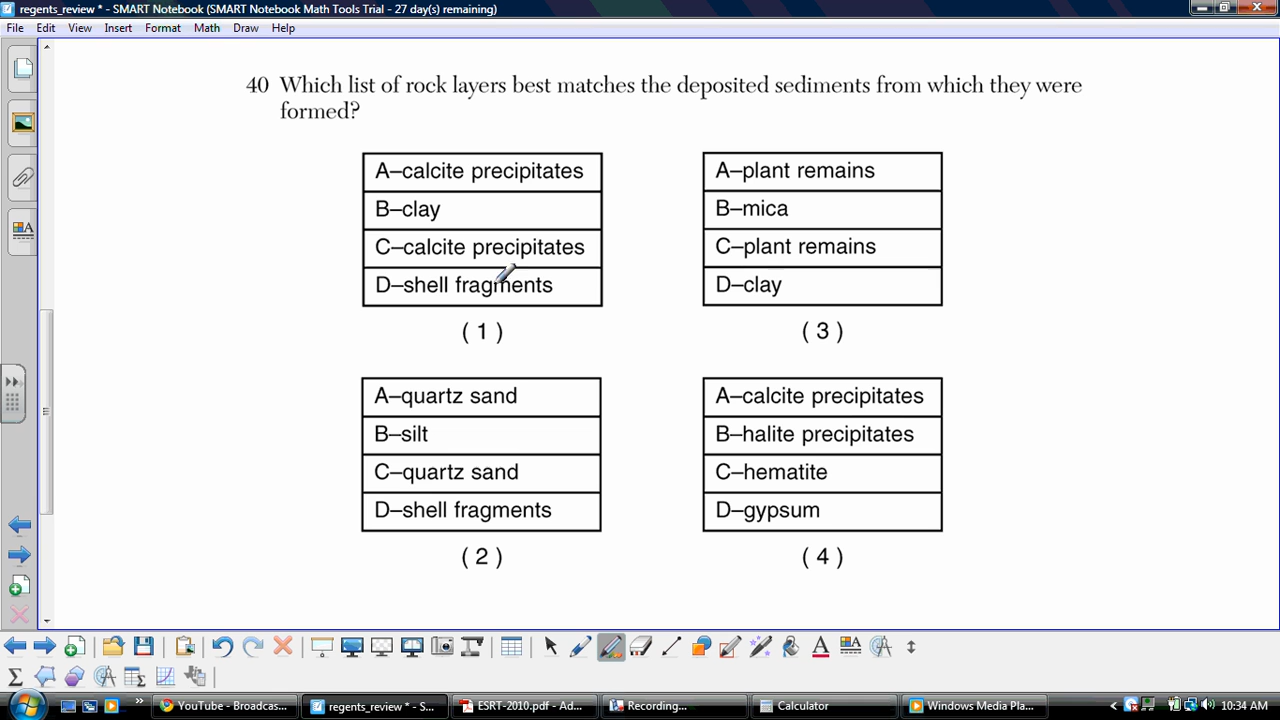 regents_review * - SMART Notebook (SMART Notebook Math Tools Trial - 27 day(s) remaining)
File Edit View Insert Format Math Draw Help
40 Which list of rock layers best matches the deposited sediments from which they were
formed?
A–calcite precipitates
B–clay
C–calcite precipitates
D–shell fragments
( 1 )
A–plant remains
B–mica
C–plant remains
D–clay
( 3 )
A–quartz sand
B–silt
C–quartz sand
D–shell fragments
( 2 )
A–calcite precipitates
B–halite precipitates
C–hematite
D–gypsum
( 4 )
YouTube - Broadcas... regents_review * - S... ESRT-2010.pdf - Ad... Recording... Calculator Windows Media Pla... 10:34 AM